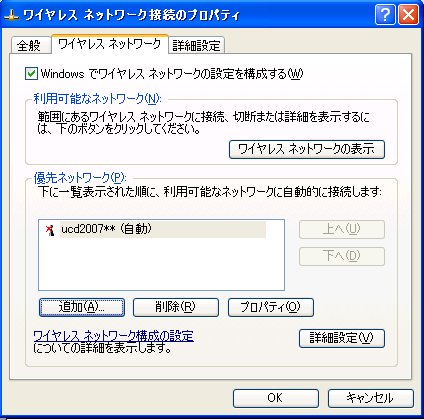 ワイヤレス ネットワーク接続のプロパティ
全般 ワイヤレス ネットワーク 詳細設定
Windows でワイヤレス ネットワークの設定を構成する(W)
利用可能なネットワーク(N):
範囲にあるワイヤレス ネットワークに接続、切断または詳細を表示するに
は、下のボタンをクリックしてください。
ワイヤレス ネットワークの表示
優先ネットワーク(P):
下に一覧表示された順に、利用可能なネットワークに自動的に接続します:
ucd2007** (自動)
上へ(U)
下へ(D)
追加(A)... 削除(R) プロパティ(O)
ワイヤレス ネットワーク構成の設定
についての詳細を表示します。
詳細設定(V)
OK キャンセル